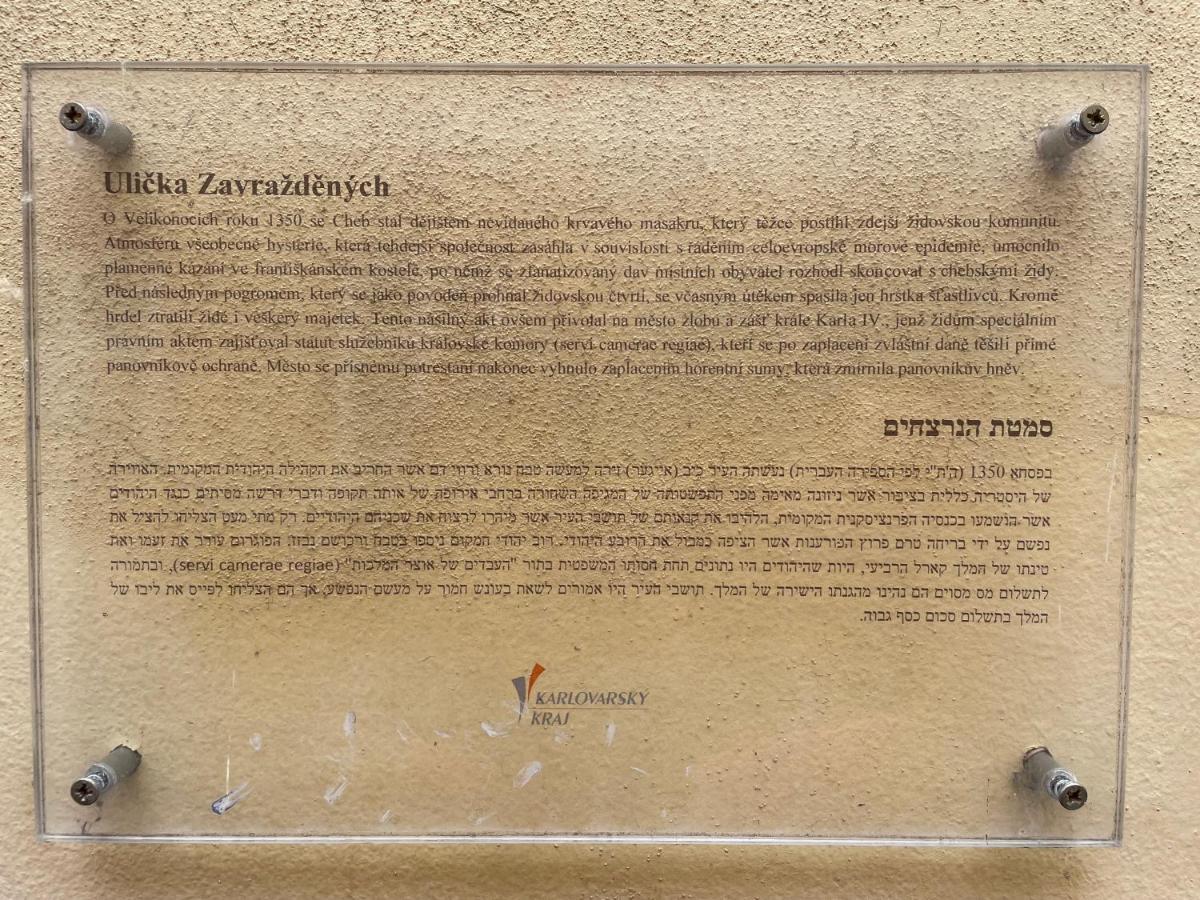 Ulička Zavražděných
O Velikonocích roku 1350 se Cheb stal dějištěm nevídaného krvavého masakru, který těžce postihl zdejší židovskou komunitu.
Atmosféru všeobecné hysterie, která tehdejší společnost zasáhla v souvislosti s řáděním celoevropské morové epidemie, umocnilo
plamenné kázání ve františkánském kostele, po němž se zfanatizovaný dav místních obyvatel rozhodl skoncovat s chebskými židy.
Před následným pogromem, který se jako povodeň prohnal židovskou čtvrtí, se včasným útěkem spasila jen hrstka šťastlivců. Kromě
hrdel ztratili židé i veškerý majetek. Tento násilný akt ovšem přivolal na město zlobu a zášť krále Karla IV., jenž židům speciálním
právním aktem zajišťoval statut služebníků královské komory (servi camerae regiae), kteří se po zaplacení zvláštní daně těšili přímé
panovníkově ochraně. Město se přísnému potrestání nakonec vyhnulo zaplacením horentní sumy, která zmírnila panovníkův hněv.
סמטת הנרצחים
בפסחא 1350 (ה'ת"י לפי הספירה העברית) נעשתה העיר כיב (אייגער) זירה למעשה טבח נורא ורווי דם אשר החריב את הקהילה היהודית המקומית. האווירה
של היסטריה כללית בציבור אשר ניזונה מאימה מפני התפשטותה של המגיפה השחורה ברחבי אירופה של אותה תקופה ודברי דרשה מסיתים כנגד היהודים
אשר הושמעו בכנסיה הפרנציסקנית המקומית, הלהיבו את קנאותם של תושבי העיר אשר מיהרו לרצוח את שכניהם היהודיים. רק מתי מעט הצליחו להציל את
נפשם על ידי בריחה טרם פרוץ הפורענות אשר הציפה כמבול את הרובע היהודי. רוב יהודי המקום ניספו בטבח ורכושם נבזז. הפוגרום עורר את זעמו ואת
טינתו של המלך קארל הרביעי, היות שהיהודים היו נתונים תחת חסותו המשפטית בתור "העבדים של אוצר המלכות" (servi camerae regiae), ובתמורה
לתשלום מס מסוים הם נהינו מהגנתו הישירה של המלך. תושבי העיר היו אמורים לשאת בעונש חמור על מעשם הנפשע, אך הם הצליחו לפייס את ליבו של
המלך בתשלום סכום כסף גבוה.
KARLOVARSKÝ
KRAJ